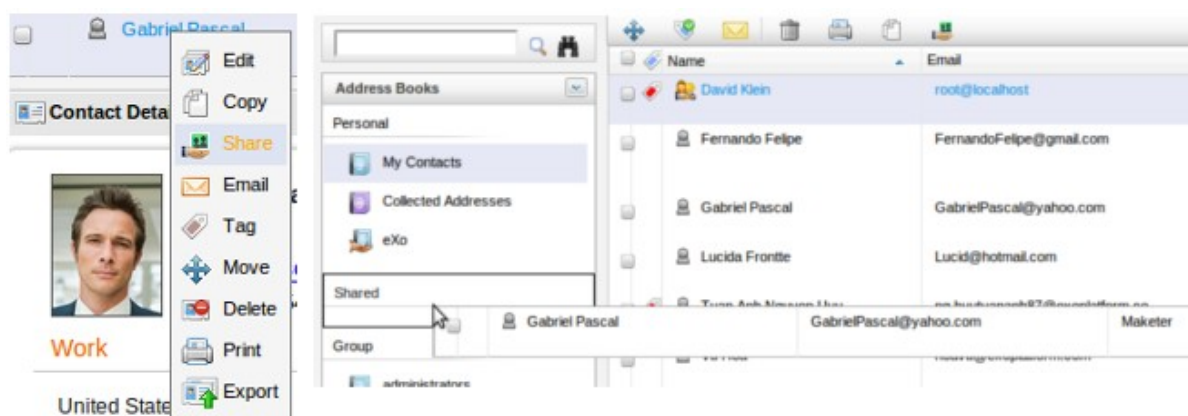 Gabriel Pascal
Edit
Contact Deta
Copy
Share
Email
Tag
Move
Delete
Work
Print
Export
United State
Address Books
Personal
My Contacts
Collected Addresses
eXo
Shared
Group
administrators
Name Email
David Klein root@localhost
Fernando Felipe FernandoFelipe@gmail.com
Gabriel Pascal GabrielPascal@yahoo.com
Lucida Frontte Lucid@hotmail.com
Gabriel Pascal GabrielPascal@yahoo.com Maketer